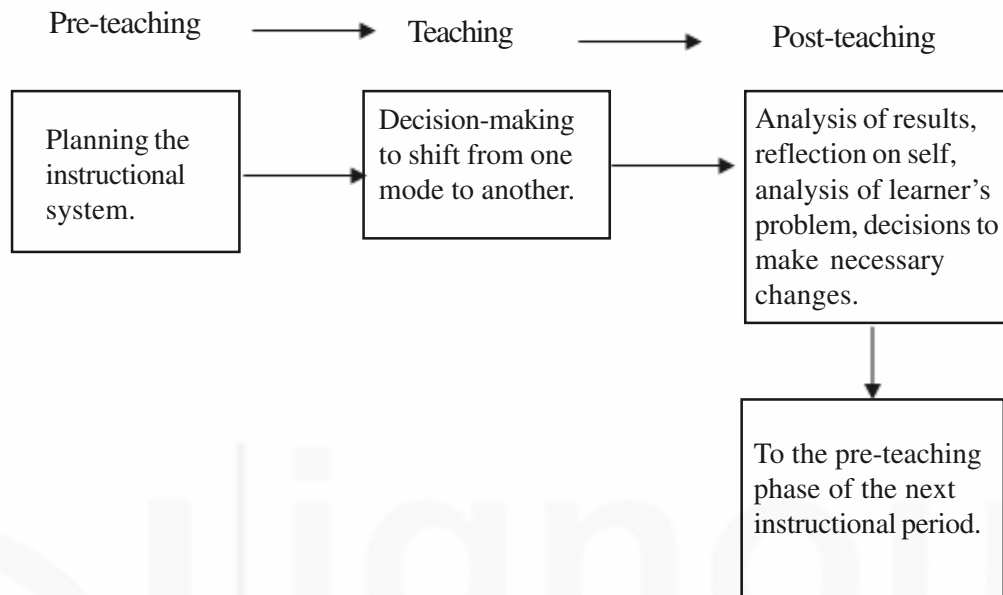 Pre-teaching
Teaching
Post-teaching
Planning the
instructional
system.
Decision-making
to shift from one
mode to another.
Analysis of results,
reflection on self,
analysis of learner's
problem, decisions to
make necessary
changes.
To the pre-teaching
phase of the next
instructional period.